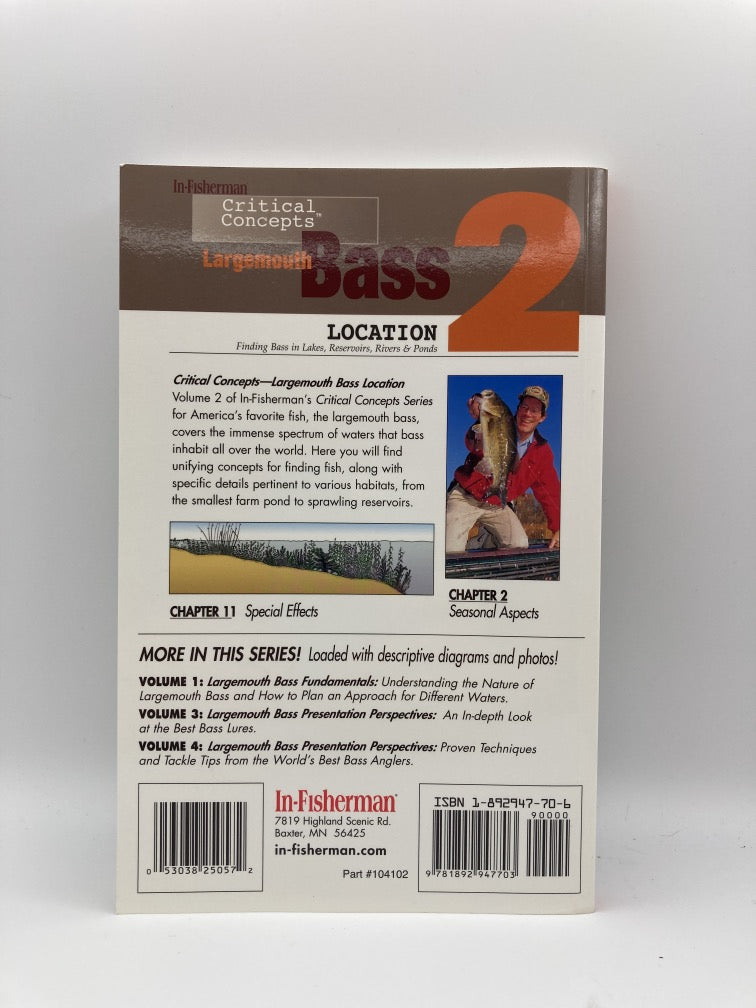 In-Fisherman
Critical
Concepts™
Largemouth
Bass
2
LOCATION
Finding Bass in Lakes, Reservoirs, Rivers & Ponds
Critical Concepts—Largemouth Bass Location
Volume 2 of In-Fisherman's Critical Concepts Series
for America's favorite fish, the largemouth bass,
covers the immense spectrum of waters that bass
inhabit all over the world. Here you will find
unifying concepts for finding fish, along with
specific details pertinent to various habitats, from
the smallest farm pond to sprawling reservoirs.
CHAPTER 11 Special Effects
CHAPTER 2
Seasonal Aspects
MORE IN THIS SERIES! Loaded with descriptive diagrams and photos!
VOLUME 1: Largemouth Bass Fundamentals: Understanding the Nature of
Largemouth Bass and How to Plan an Approach for Different Waters.
VOLUME 3: Largemouth Bass Presentation Perspectives: An In-depth Look
at the Best Bass Lures.
VOLUME 4: Largemouth Bass Presentation Perspectives: Proven Techniques
and Tackle Tips from the World's Best Bass Anglers.
0 53038 25057 2
In-Fisherman®
7819 Highland Scenic Rd.
Baxter, MN 56425
in-fisherman.com
Part #104102
ISBN 1-892947-70-6
90000
9 781892 947703